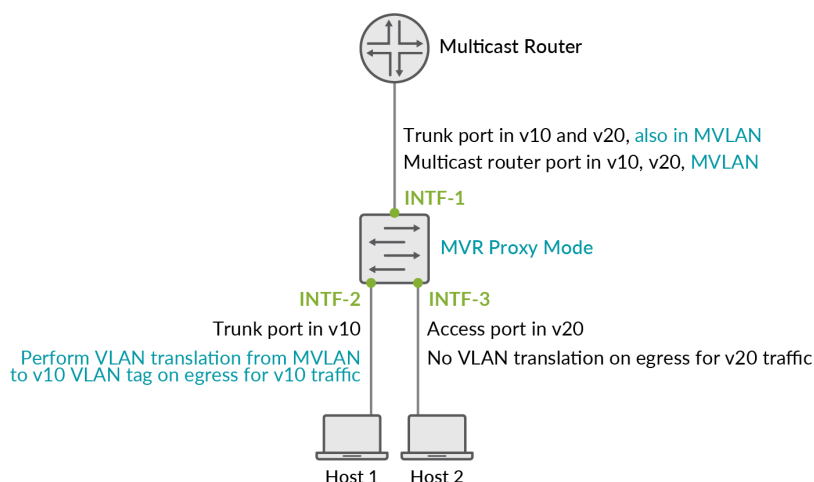 Multicast Router
Trunk port in v10 and v20, also in MVLAN
Multicast router port in v10, v20, MVLAN
INTF-1
MVR Proxy Mode
INTF-2
INTF-3
Trunk port in v10
Access port in v20
Perform VLAN translation from MVLAN
to v10 VLAN tag on egress for v10 traffic
No VLAN translation on egress for v20 traffic
Host 1
Host 2